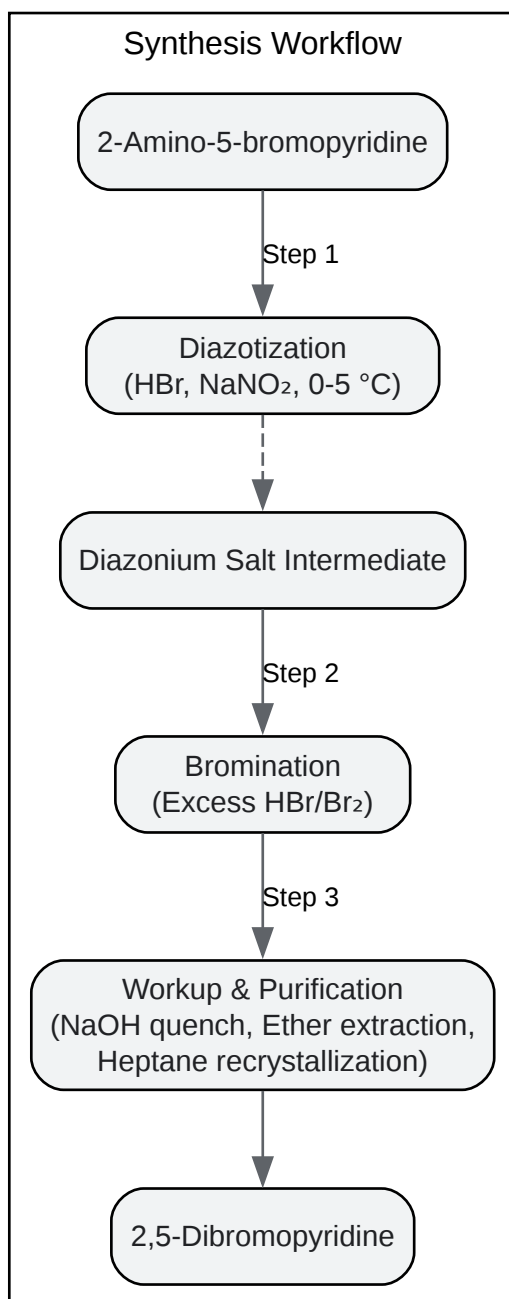 Synthesis Workflow
2-Amino-5-bromopyridine
Step 1
Diazotization
(HBr, NaNO₂, 0-5 °C)
Diazonium Salt Intermediate
Step 2
Bromination
(Excess HBr/Br₂)
Step 3
Workup & Purification
(NaOH quench, Ether extraction,
Heptane recrystallization)
2,5-Dibromopyridine